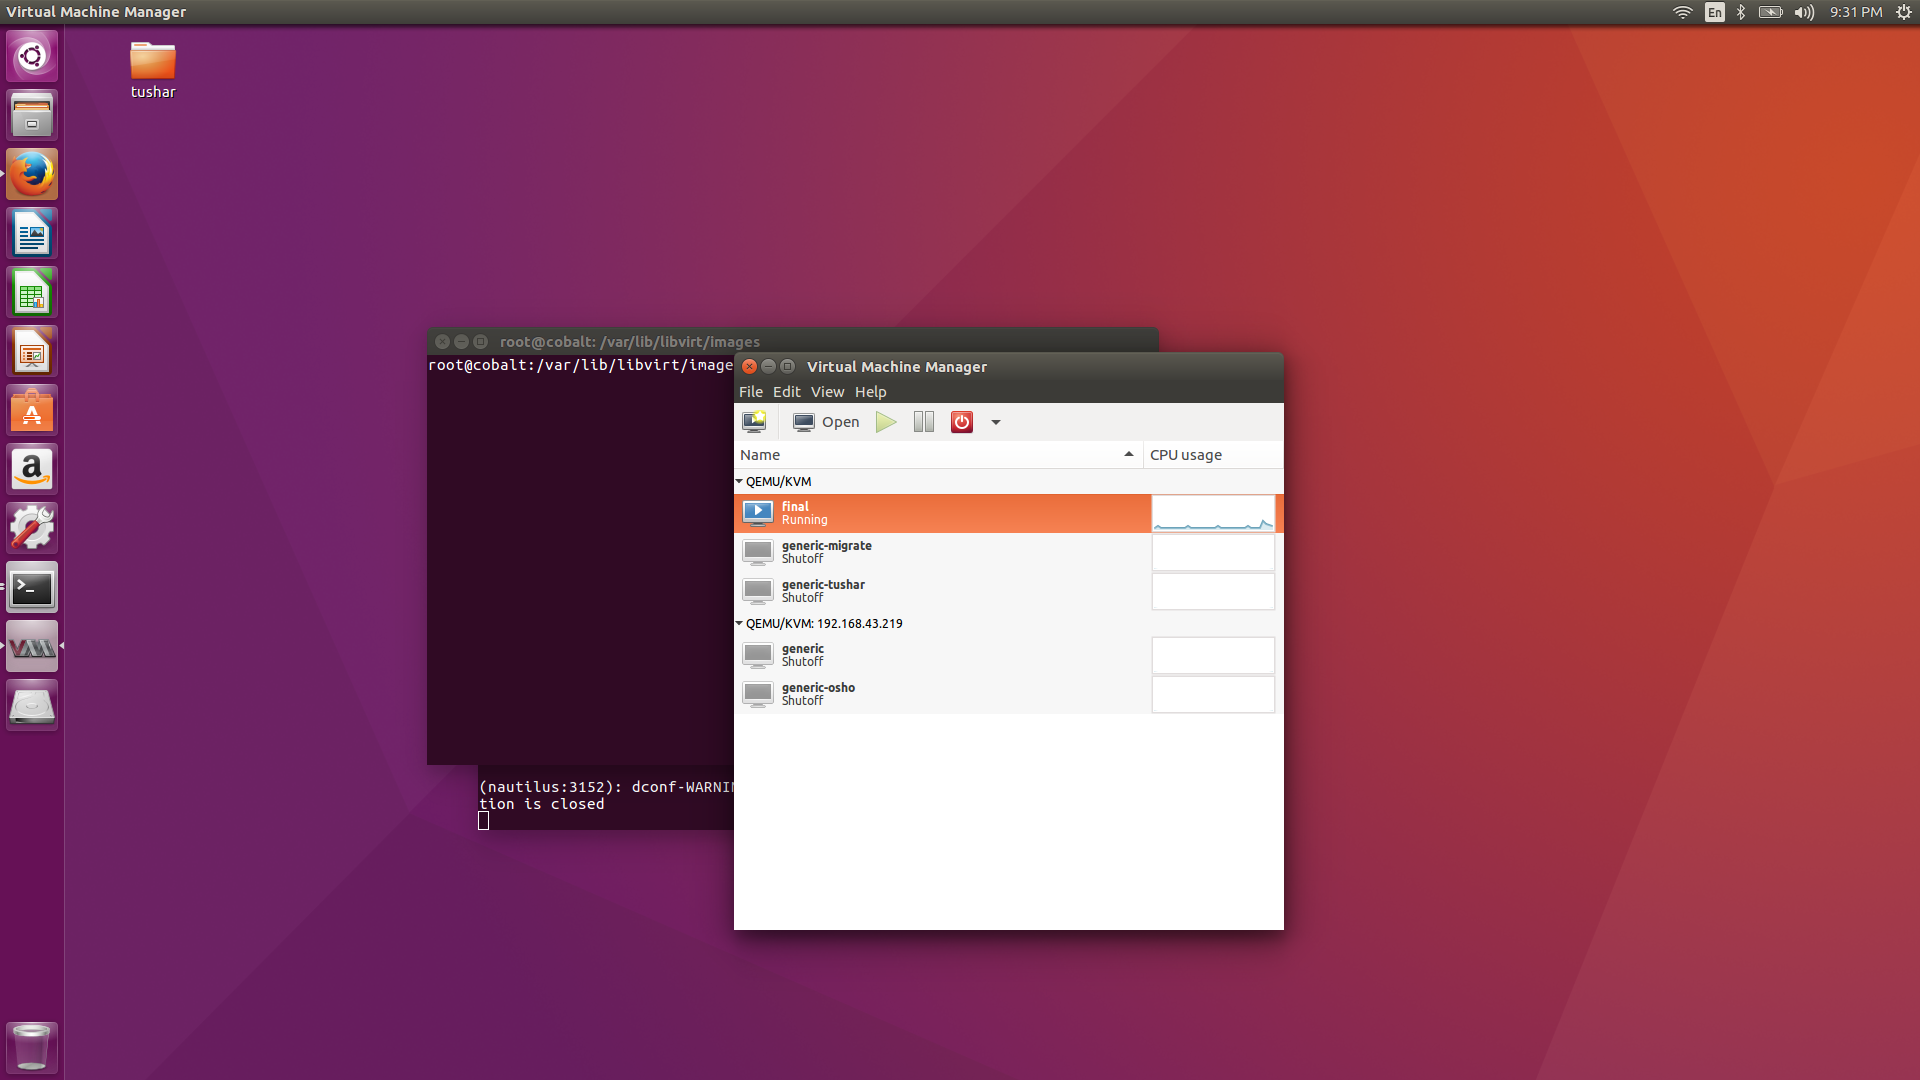 Virtual Machine Manager
En
9:31 PM
tushar
root@cobalt: /var/lib/libvirt/images
root@cobalt:/var/lib/libvirt/image
(nautilus:3152): dconf-WARNIN
tion is closed
Virtual Machine Manager
File Edit View Help
Open
Name CPU usage
QEMU/KVM
final
Running
generic-migrate
Shutoff
generic-tushar
Shutoff
QEMU/KVM: 192.168.43.219
generic
Shutoff
generic-osho
Shutoff